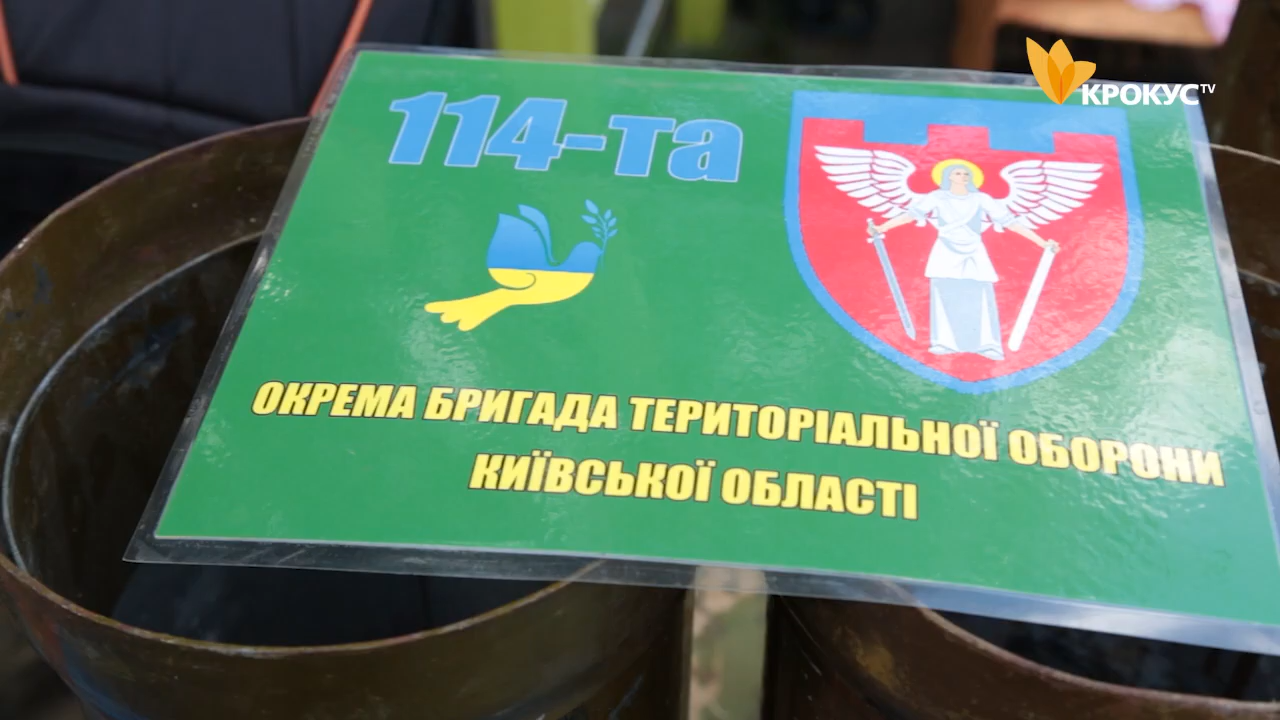 КРОКУС TV
114-та
ОКРЕМА БРИГАДА ТЕРИТОРІАЛЬНОЇ ОБОРОНИ
КИЇВСЬКОЇ ОБЛАСТІ